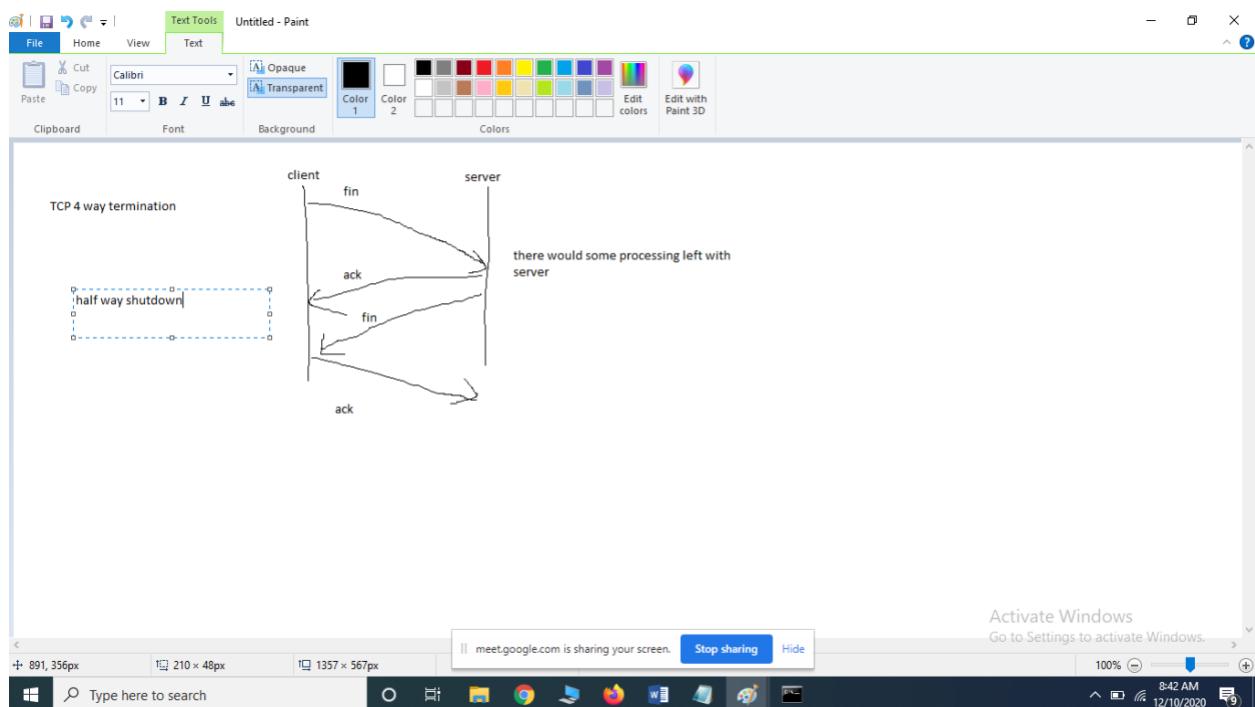 Text Tools
Untitled - Paint
File
Home
View
Text
Paste
Cut
Copy
Clipboard
Calibri
11
B I U abc
Font
A Opaque
A Transparent
Background
Color 1
Color 2
Edit colors
Edit with Paint 3D
Colors
client
server
fin
TCP 4 way termination
there would some processing left with
server
ack
half way shutdown
fin
ack
Activate Windows
Go to Settings to activate Windows.
meet.google.com is sharing your screen.
Stop sharing
Hide
891, 356px
210 × 48px
1357 × 567px
100%
Type here to search
8:42 AM
12/10/2020
9